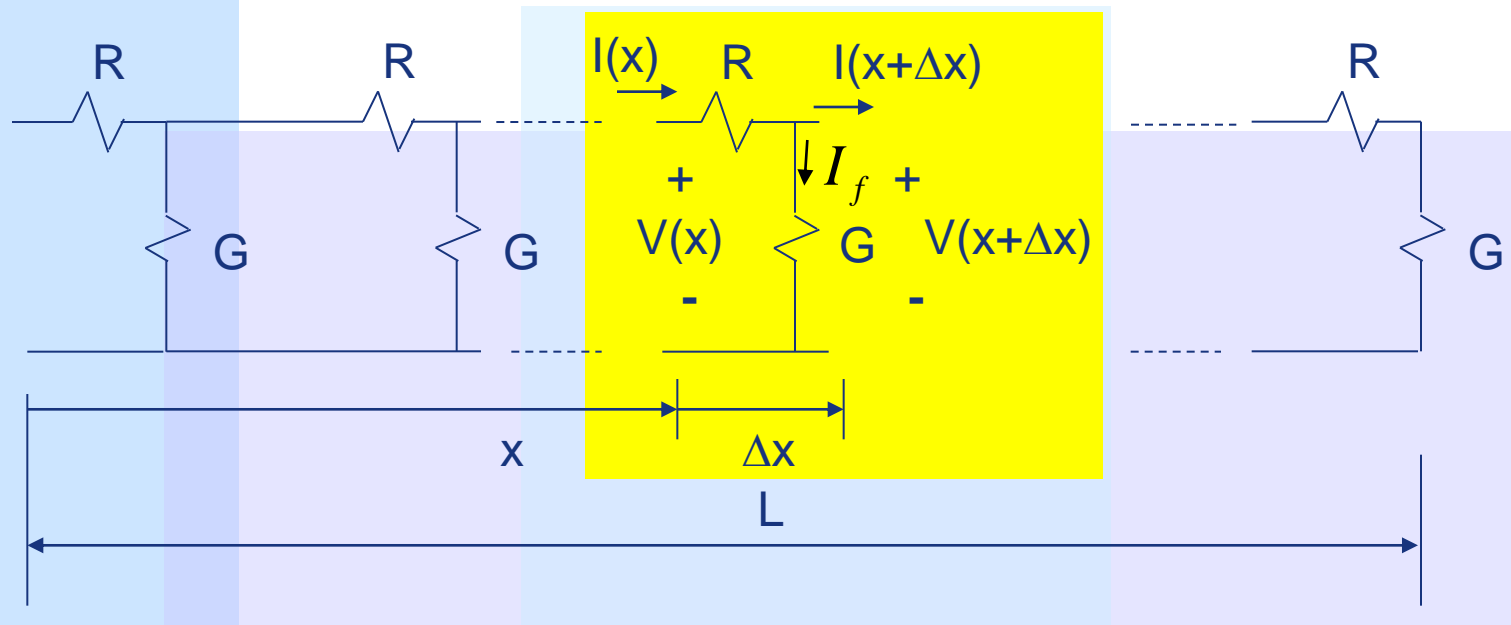 R
R
I(x)
R
I(x+Δx)
R
I_f
+
+
G
G
V(x)
G
V(x+Δx)
G
-
-
x
Δx
L